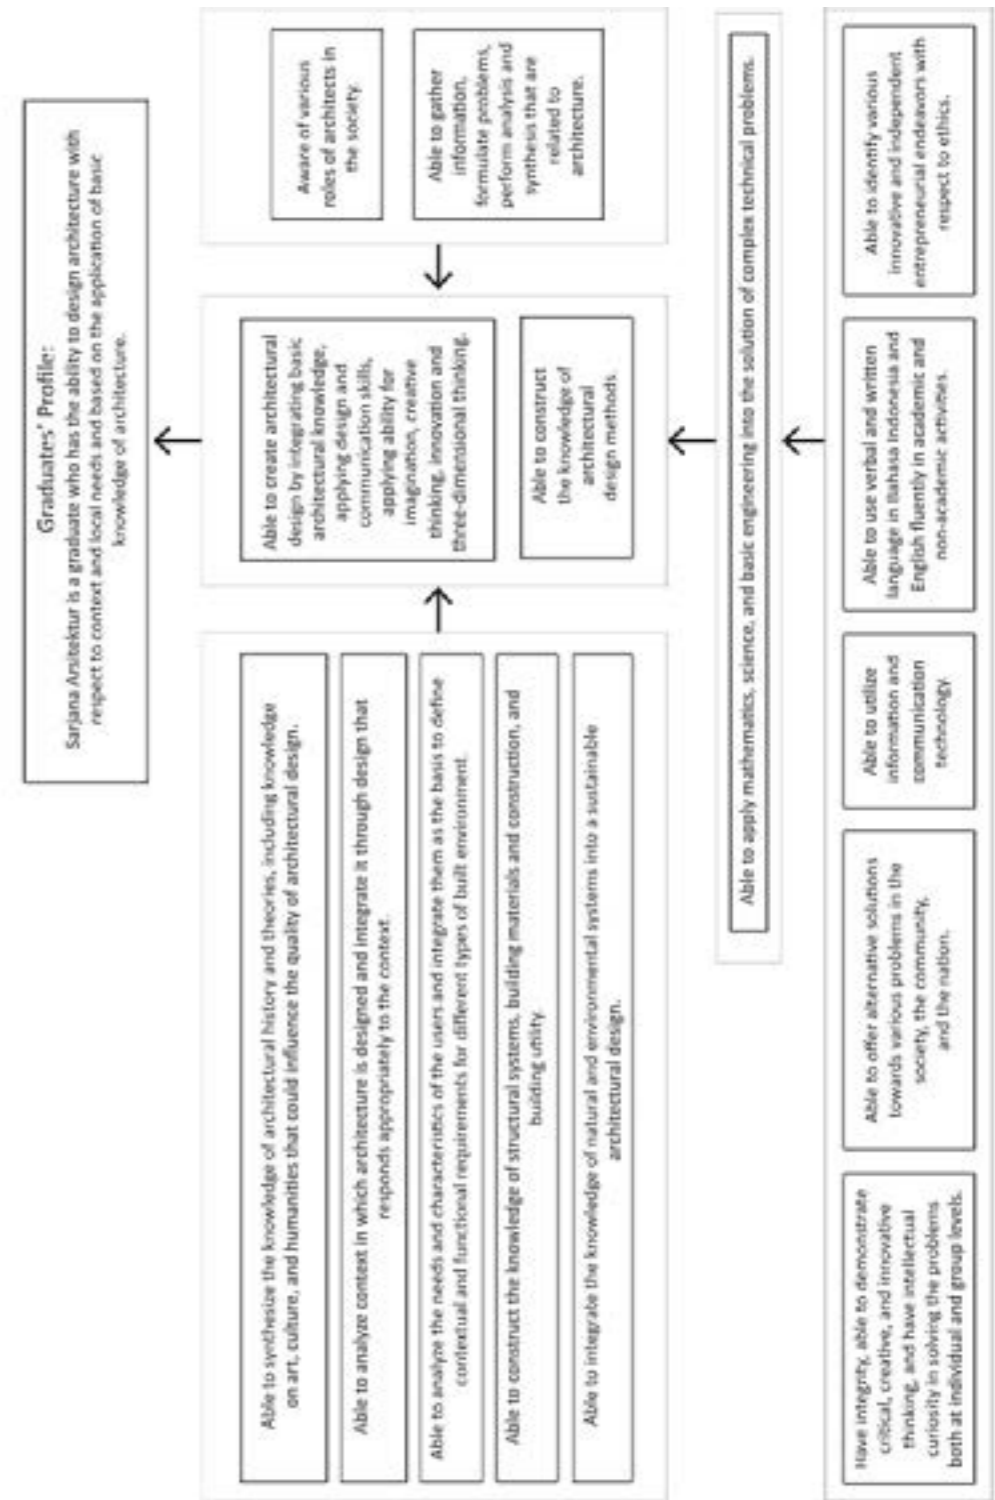 Graduates' Profile:
Sarjana Arsitektur is a graduate who has the ability to design architecture with
respect to context and local needs and based on the application of basic
knowledge of architecture.
Able to synthesize the knowledge of architectural history and theories, including knowledge
on art, culture, and humanities that could influence the quality of architectural design.
Able to analyze context in which architecture is designed and integrate it through design that
responds appropriately to the context.
Able to analyze the needs and characteristics of the users and integrate them as the basis to define
contextual and functional requirements for different types of built environment.
Able to construct the knowledge of structural systems, building materials and construction, and
building utility.
Able to integrate the knowledge of natural and environmental systems into a sustainable
architectural design.
Able to create architectural
design by integrating basic
architectural knowledge,
applying design and
communication skills,
applying ability for
imagination, creative
thinking, innovation and
three-dimensional thinking.
Able to construct
the knowledge of
architectural
design methods.
Aware of various
roles of architects in
the society.
Able to gather
information,
formulate problems,
perform analysis and
synthesis that are
related to
architecture.
Able to apply mathematics, science, and basic engineering into the solution of complex technical problems.
Have integrity, able to demonstrate
critical, creative, and innovative
thinking, and have intellectual
curiosity in solving the problems
both at individual and group levels.
Able to offer alternative solutions
towards various problems in the
society, the community,
and the nation.
Able to utilize
information and
communication
technology.
Able to use verbal and written
language in Bahasa Indonesia and
English fluently in academic and
non-academic activities.
Able to identify various
innovative and independent
entrepreneurial endeavors with
respect to ethics.